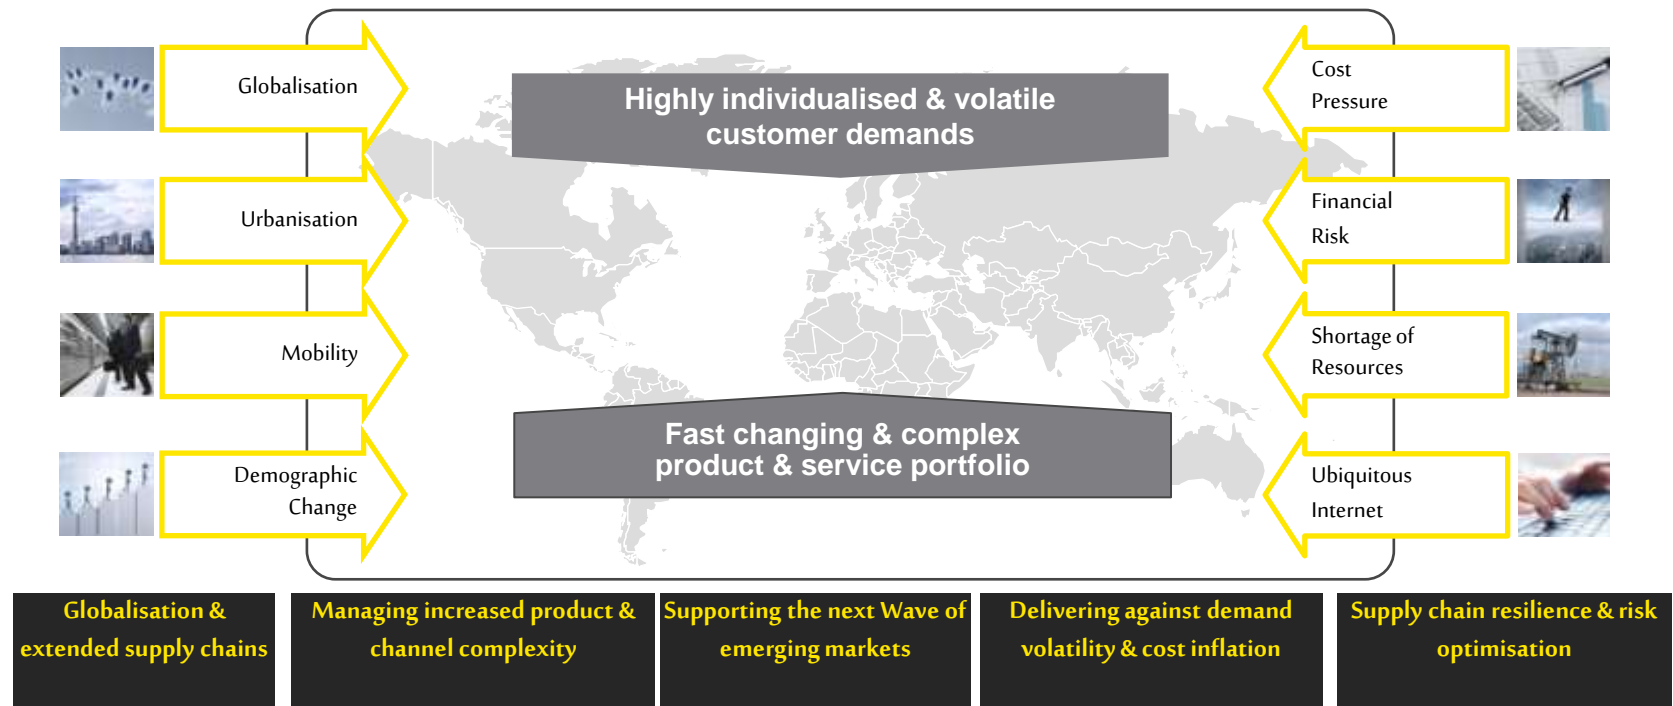 Globalisation
Urbanisation
Mobility
Demographic
Change
Highly individualised & volatile
customer demands
Fast changing & complex
product & service portfolio
Cost
Pressure
Financial
Risk
Shortage of
Resources
Ubiquitous
Internet
Globalisation &
extended supply chains
Managing increased product &
channel complexity
Supporting the next Wave of
emerging markets
Delivering against demand
volatility & cost inflation
Supply chain resilience & risk
optimisation